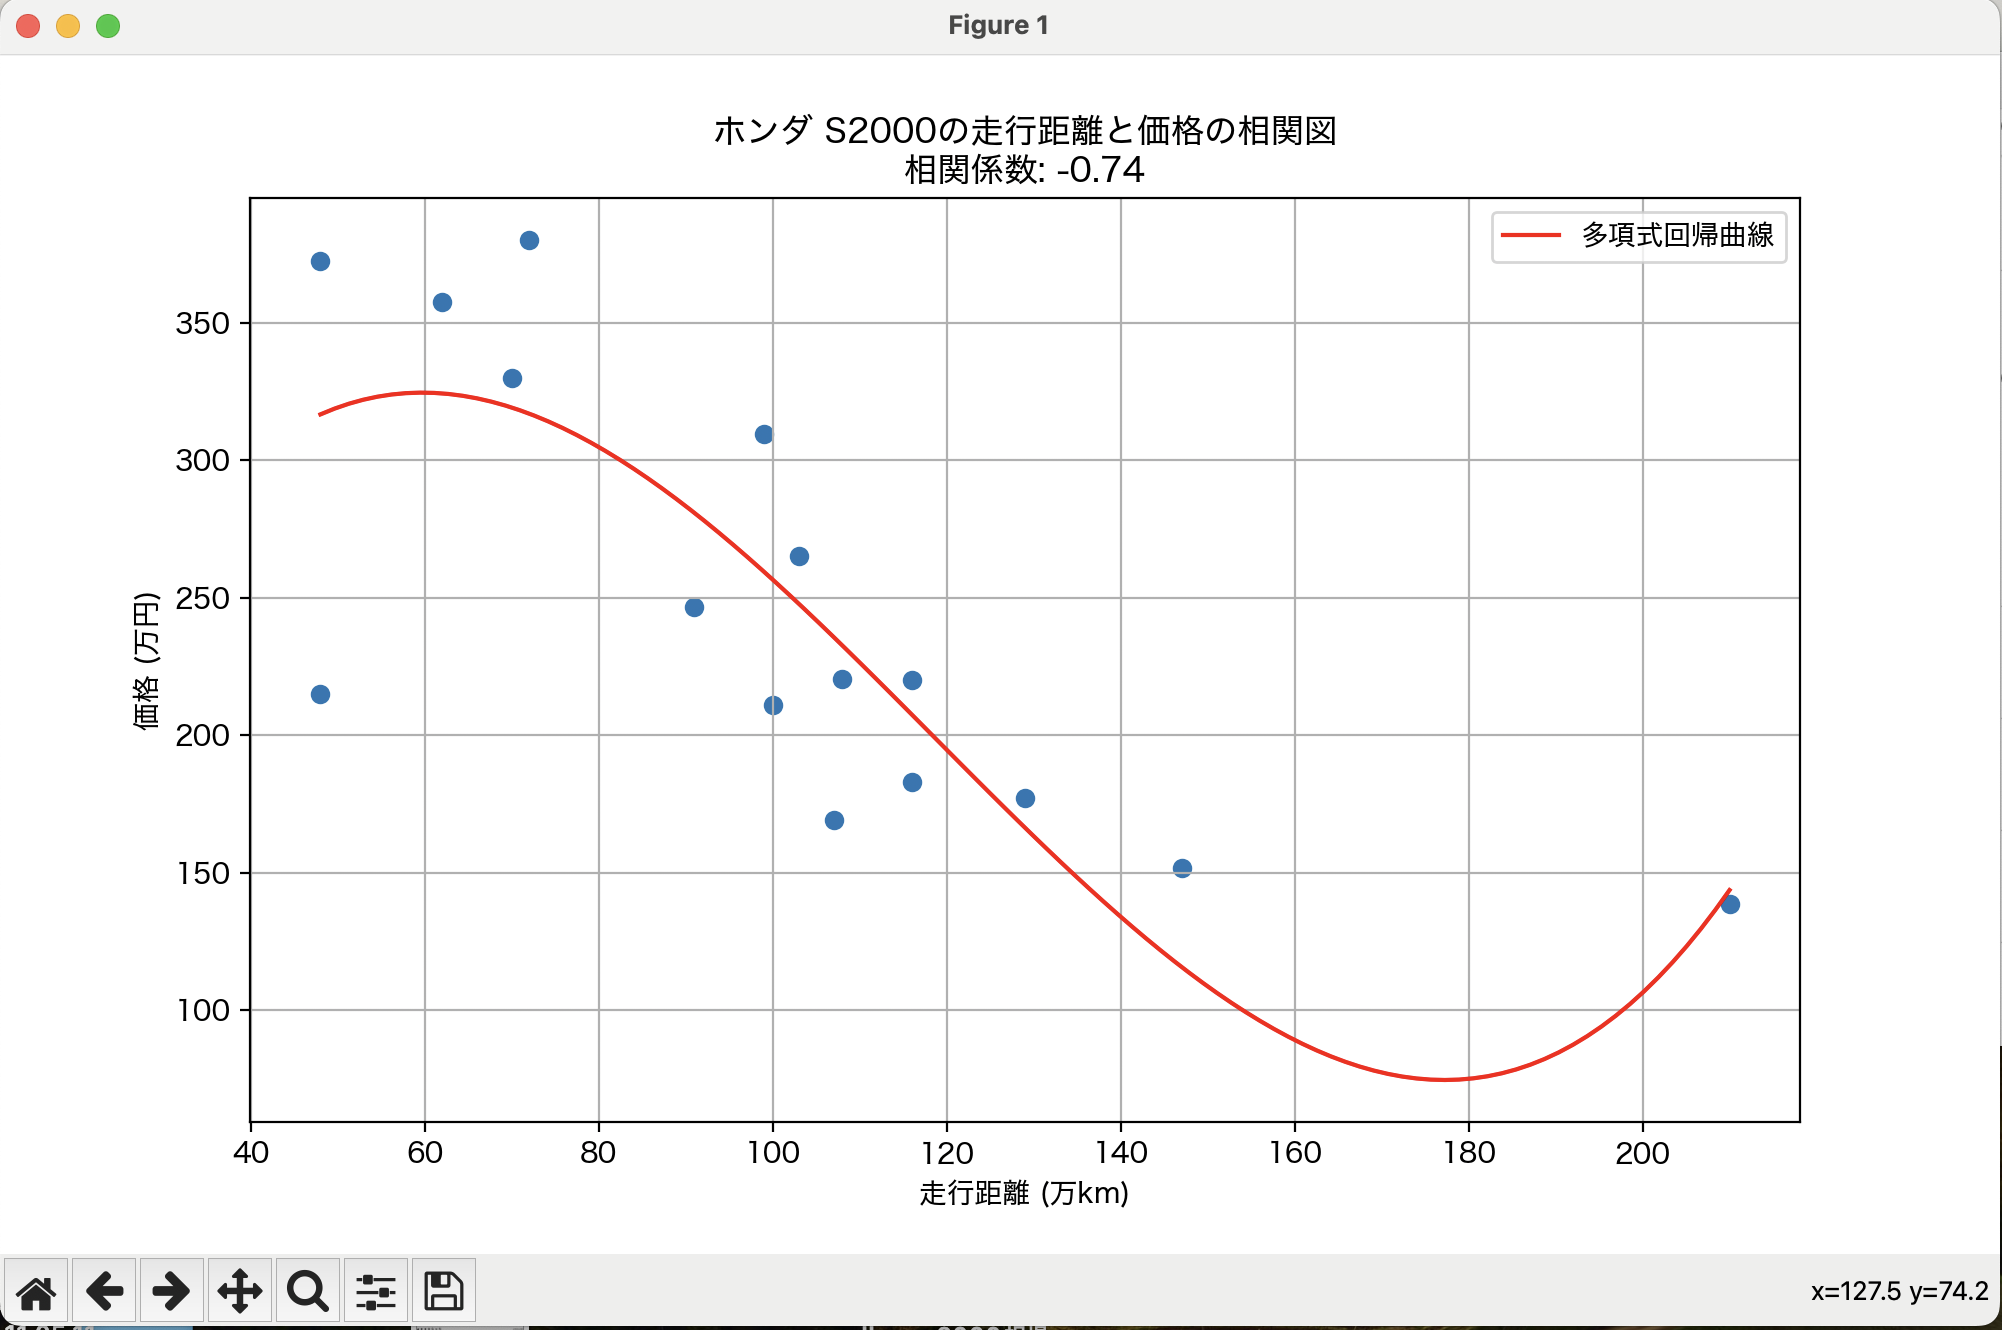 Figure 1
ホンダ S2000の走行距離と価格の相関図
相関係数: -0.74
多項式回帰曲線
価格 (万円)
350
300
250
200
150
100
40 60 80 100 120 140 160 180 200
走行距離 (万km)
x=127.5 y=74.2